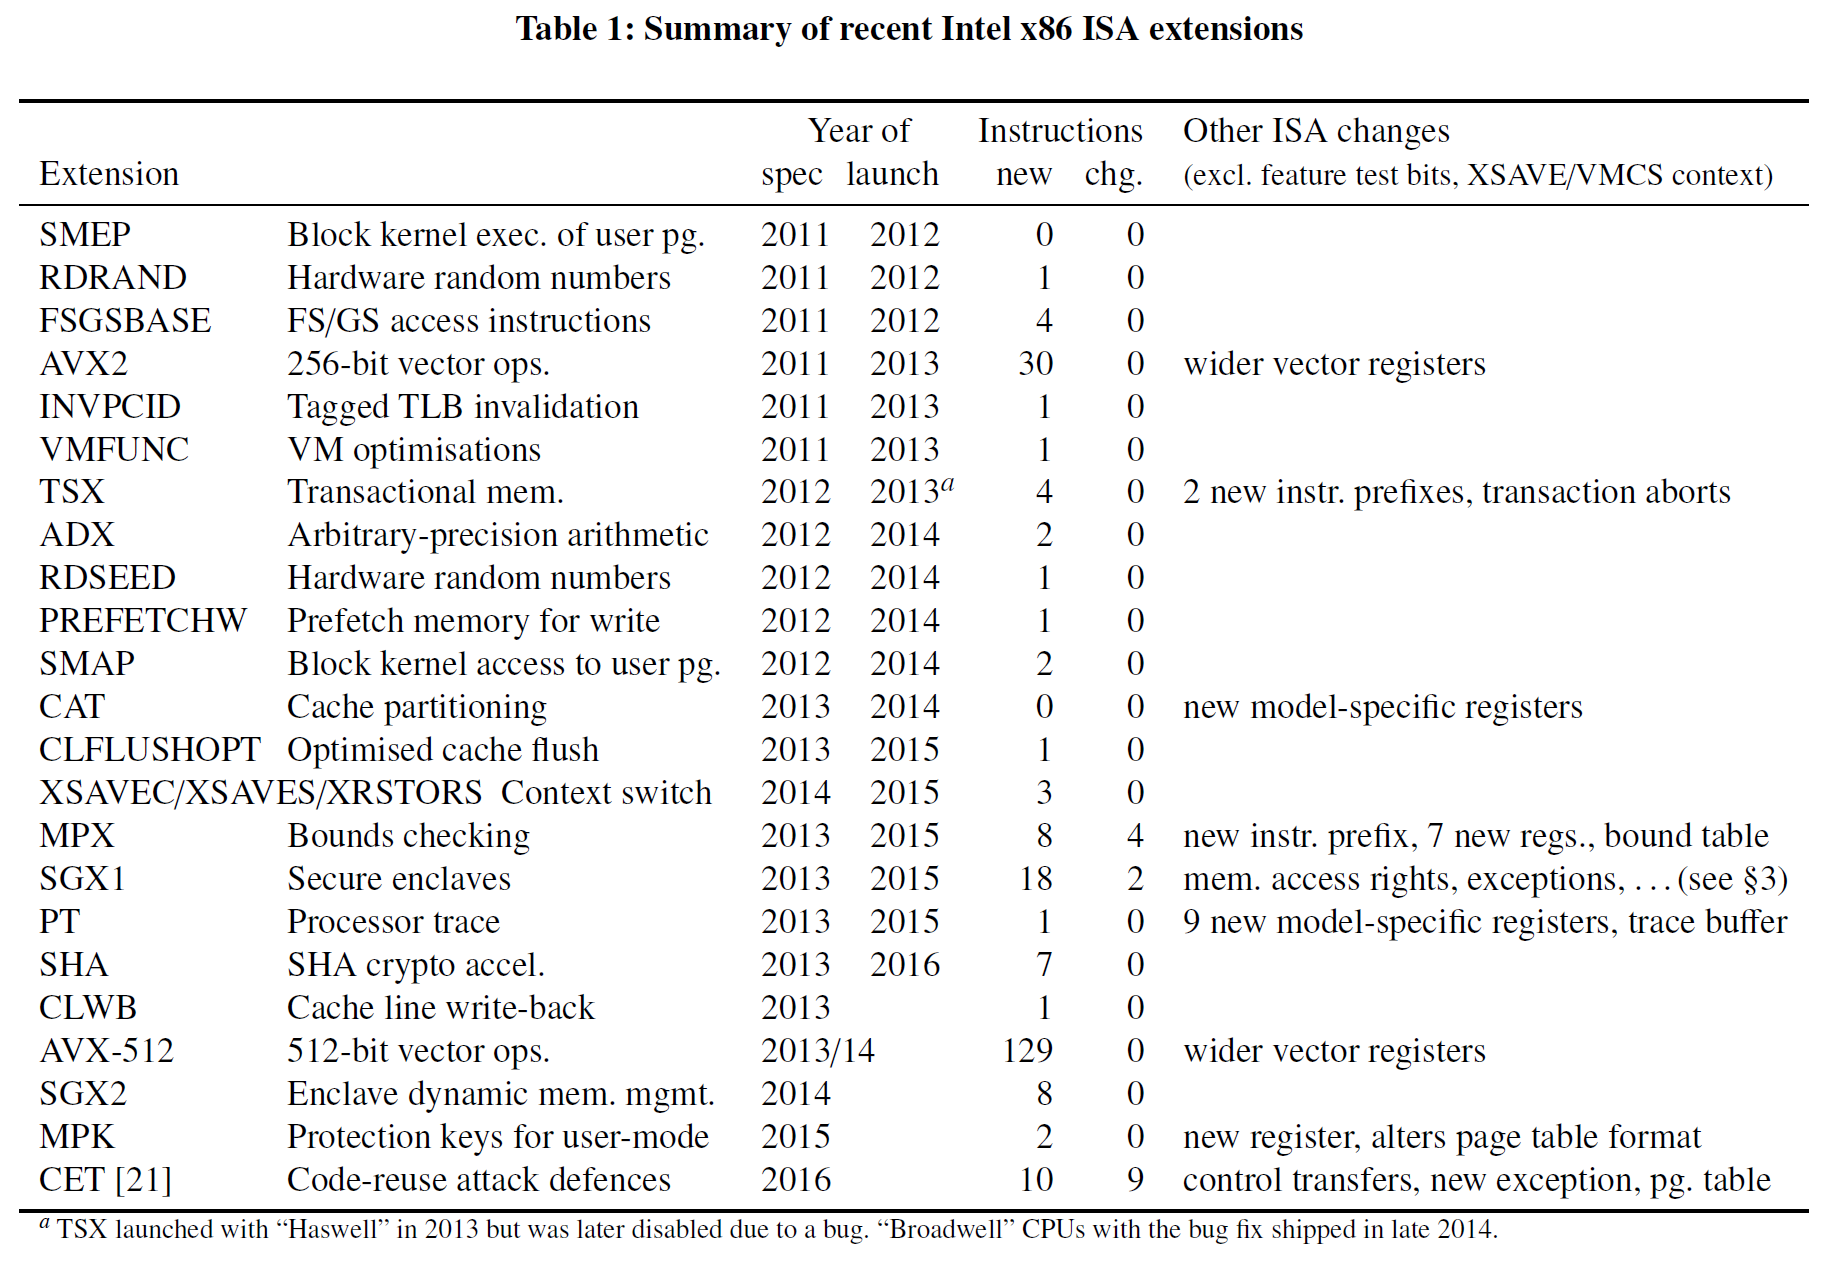 Table 1: Summary of recent Intel x86 ISA extensions
Year of Instructions Other ISA changes
Extension spec launch new chg. (excl. feature test bits, XSAVE/VMCS context)
SMEP Block kernel exec. of user pg. 2011 2012 0 0
RDRAND Hardware random numbers 2011 2012 1 0
FSGSBASE FS/GS access instructions 2011 2012 4 0
AVX2 256-bit vector ops. 2011 2013 30 0 wider vector registers
INVPCID Tagged TLB invalidation 2011 2013 1 0
VMFUNC VM optimisations 2011 2013 1 0
TSX Transactional mem. 2012 2013a 4 0 2 new instr. prefixes, transaction aborts
ADX Arbitrary-precision arithmetic 2012 2014 2 0
RDSEED Hardware random numbers 2012 2014 1 0
PREFETCHW Prefetch memory for write 2012 2014 1 0
SMAP Block kernel access to user pg. 2012 2014 2 0
CAT Cache partitioning 2013 2014 0 0 new model-specific registers
CLFLUSHOPT Optimised cache flush 2013 2015 1 0
XSAVEC/XSAVES/XRSTORS Context switch 2014 2015 3 0
MPX Bounds checking 2013 2015 8 4 new instr. prefix, 7 new regs., bound table
SGX1 Secure enclaves 2013 2015 18 2 mem. access rights, exceptions, … (see §3)
PT Processor trace 2013 2015 1 0 9 new model-specific registers, trace buffer
SHA SHA crypto accel. 2013 2016 7 0
CLWB Cache line write-back 2013 1 0
AVX-512 512-bit vector ops. 2013/14 129 0 wider vector registers
SGX2 Enclave dynamic mem. mgmt. 2014 8 0
MPK Protection keys for user-mode 2015 2 0 new register, alters page table format
CET [21] Code-reuse attack defences 2016 10 9 control transfers, new exception, pg. table
a TSX launched with “Haswell” in 2013 but was later disabled due to a bug. “Broadwell” CPUs with the bug fix shipped in late 2014.